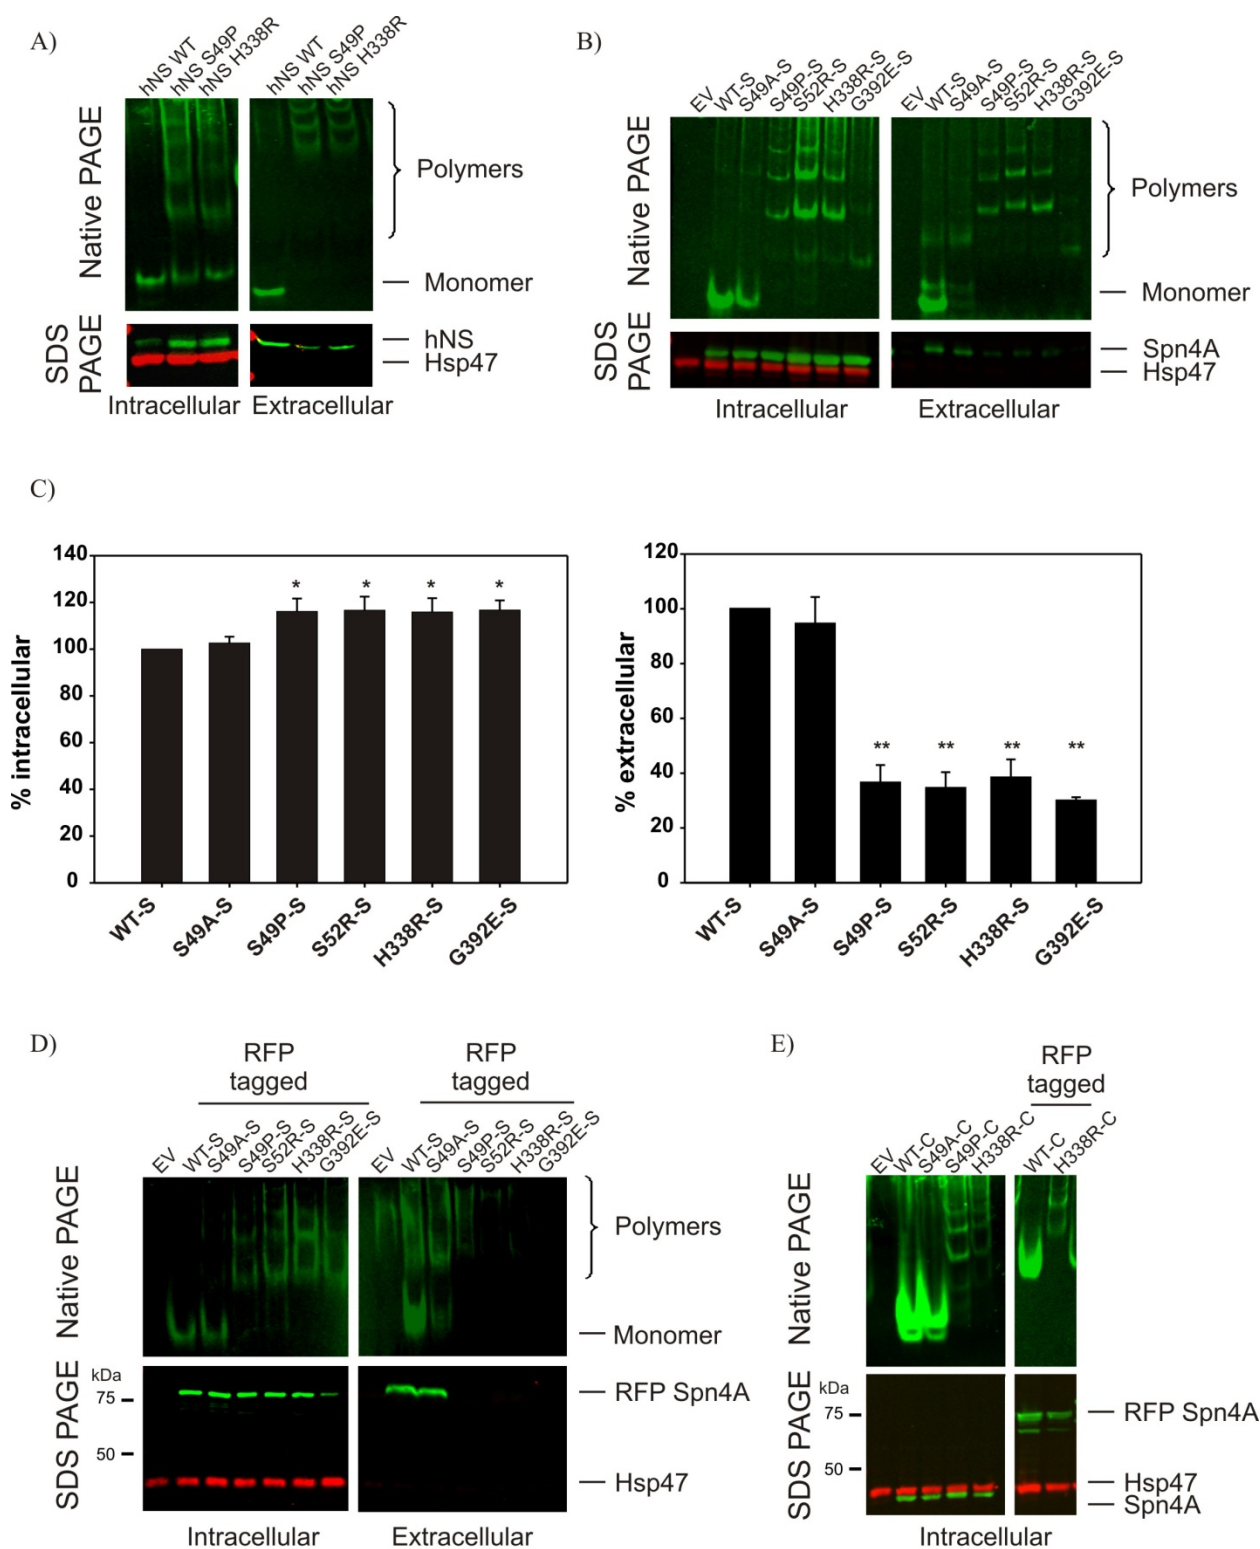 A)
hNS WT
hNS S49P
hNS H338R
hNS WT
hNS S49P
hNS H338R
Native PAGE
Polymers
Monomer
SDS
PAGE
hNS
Hsp47
Intracellular
Extracellular
B)
EV
WT-S
S49A-S
S49P-S
S52R-S
H338R-S
G392E-S
EV
WT-S
S49A-S
S49P-S
S52R-S
H338R-S
G392E-S
Native PAGE
Polymers
Monomer
SDS
PAGE
Spn4A
Hsp47
Intracellular
Extracellular
C)
% intracellular
140
120
100
80
60
40
20
0
* * * *
WT-S
S49A-S
S49P-S
S52R-S
H338R-S
G392E-S
% extracellular
120
100
80
60
40
20
0
** ** ** **
WT-S
S49A-S
S49P-S
S52R-S
H338R-S
G392E-S
D)
RFP
tagged
RFP
tagged
EV
WT-S
S49A-S
S49P-S
S52R-S
H338R-S
G392E-S
EV
WT-S
S49A-S
S49P-S
S52R-S
H338R-S
G392E-S
Native PAGE
Polymers
Monomer
SDS PAGE
kDa
75
50
RFP Spn4A
Hsp47
Intracellular
Extracellular
E)
RFP
tagged
EV
WT-C
S49A-C
S49P-C
H338R-C
WT-C
H338R-C
Native PAGE
SDS PAGE
kDa
75
50
RFP Spn4A
Hsp47
Spn4A
Intracellular